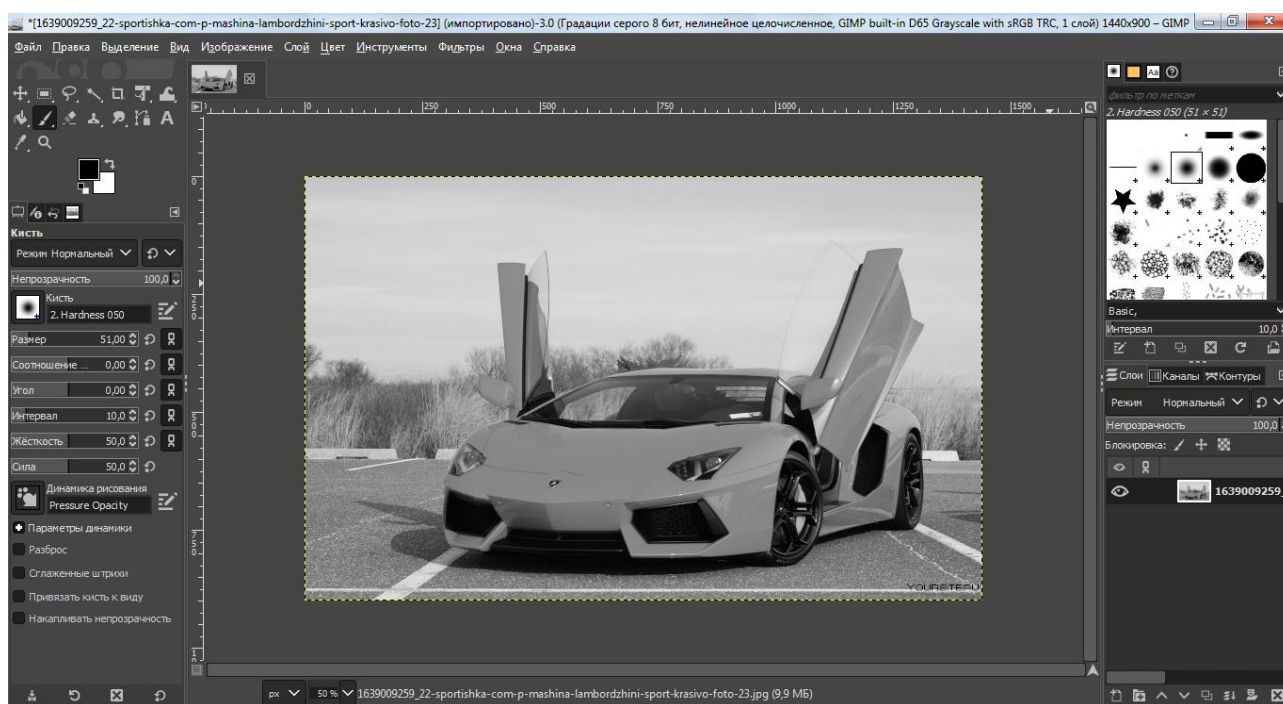 *[1639009259_22-sportishka-com-p-mashina-lambordzhini-sport-krasivo-foto-23] (импортировано)-3.0 (Градации серого 8 бит, нелинейное целочисленное, GIMP built-in D65 Grayscale with sRGB TRC, 1 слой) 1440x900 – GIMP
Файл Правка Выделение Вид Изображение Слой Цвет Инструменты Фильтры Окна Справка
0 250 500 750 1000 1250 1500
0
250
500
750
Кисть
Режим Нормальный
Непрозрачность 100,0
Кисть
2. Hardness 050
Размер 51,00
Соотношение ... 0,00
Угол 0,00
Интервал 10,0
Жёсткость 50,0
Сила 50,0
Динамика рисования
Pressure Opacity
Параметры динамики
Разброс
Сглаженные штрихи
Привязать кисть к виду
Накапливать непрозрачность
px 50 % 1639009259_22-sportishka-com-p-mashina-lambordzhini-sport-krasivo-foto-23.jpg (9,9 МБ)
фильтр по меткам
2. Hardness 050 (51 × 51)
Basic,
Интервал 10,0
Слои Каналы Контуры
Режим Нормальный
Непрозрачность 100,0
Блокировка:
1639009259_